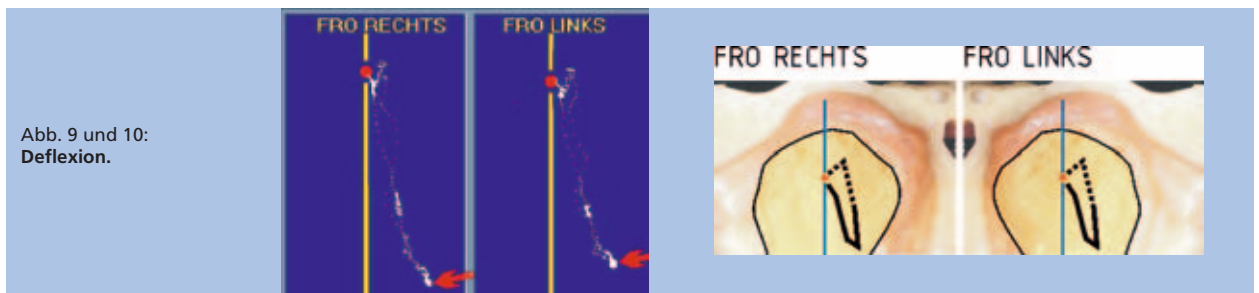 Abb. 9 und 10:
Deflexion.
FRO RECHTS
FRO LINKS
FRO RECHTS
FRO LINKS